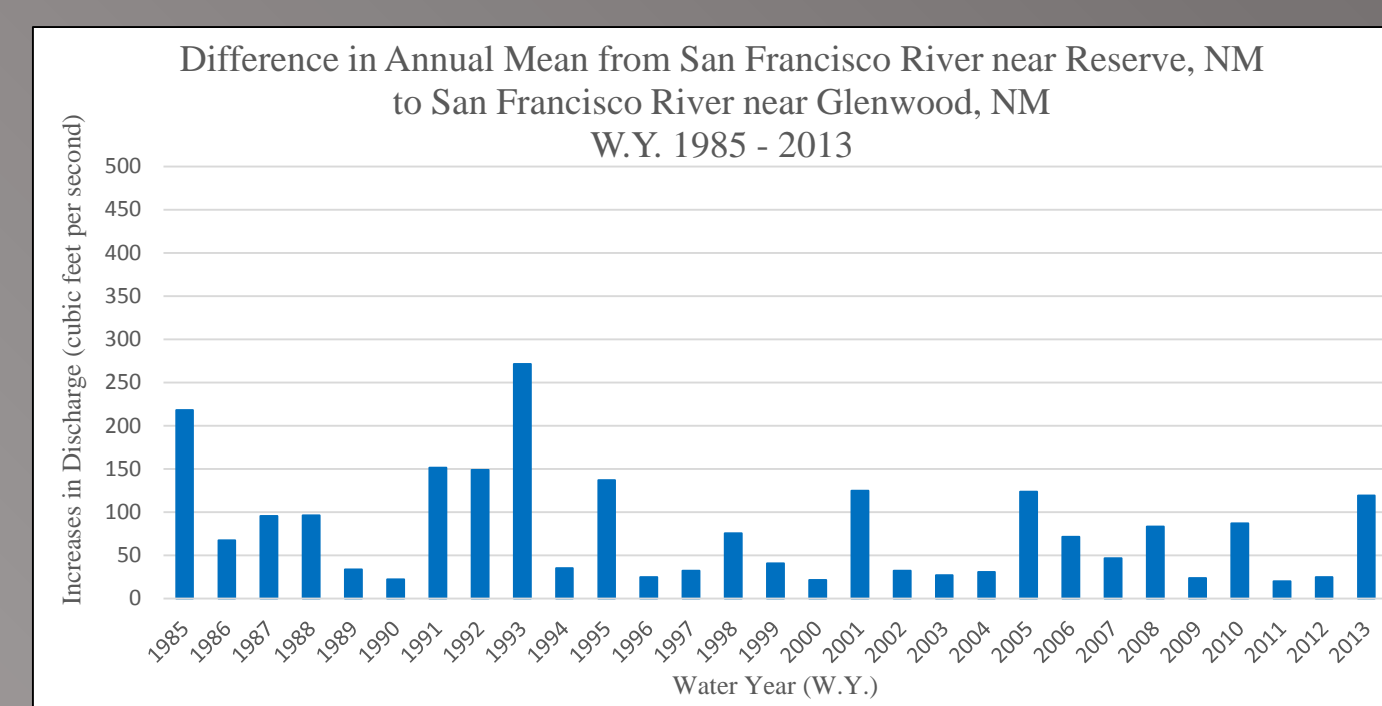 Difference in Annual Mean from San Francisco River near Reserve, NM
to San Francisco River near Glenwood, NM
W.Y. 1985 - 2013
Increases in Discharge (cubic feet per second)
500
450
400
350
300
250
200
150
100
50
0
1985 1986 1987 1988 1989 1990 1991 1992 1993 1994 1995 1996 1997 1998 1999 2000 2001 2002 2003 2004 2005 2006 2007 2008 2009 2010 2011 2012 2013
Water Year (W.Y.)